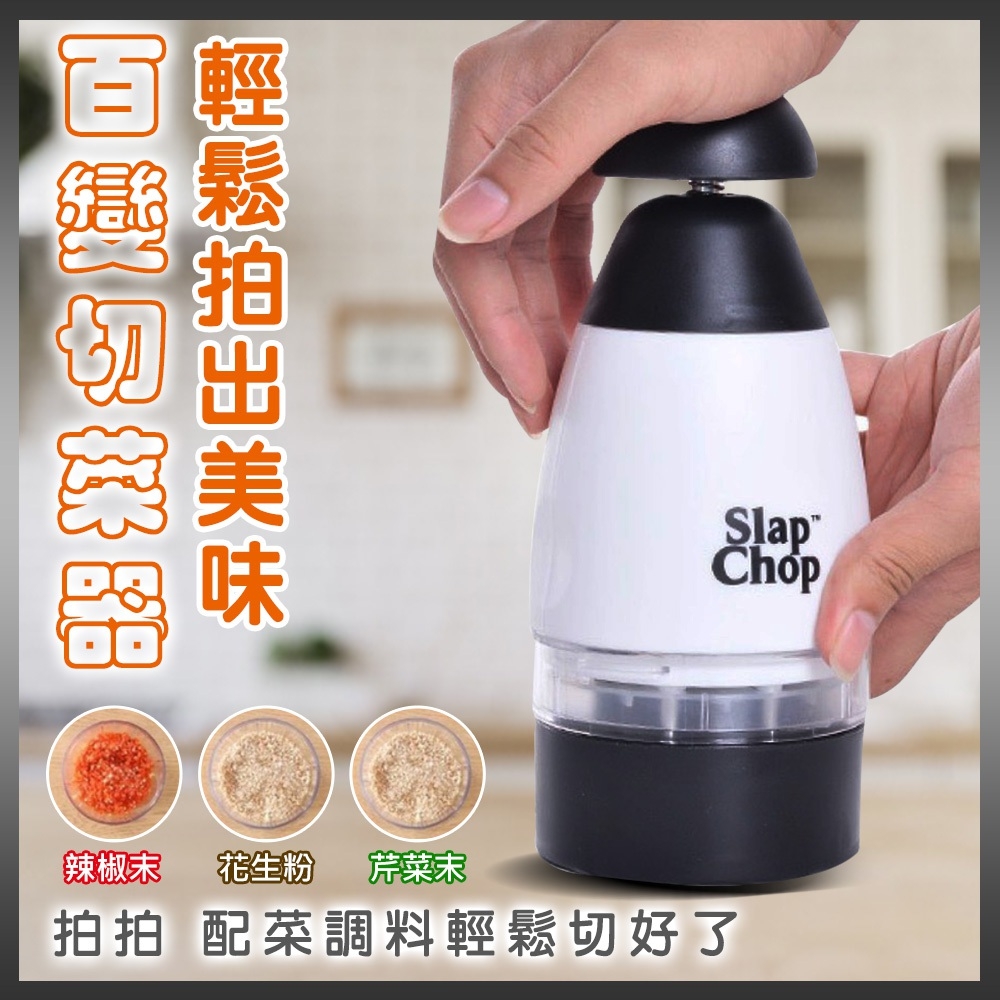 百變切菜器
輕鬆拍出美味
Slap™
Chop
辣椒末
花生粉
芹菜末
拍拍 配菜調料輕鬆切好了